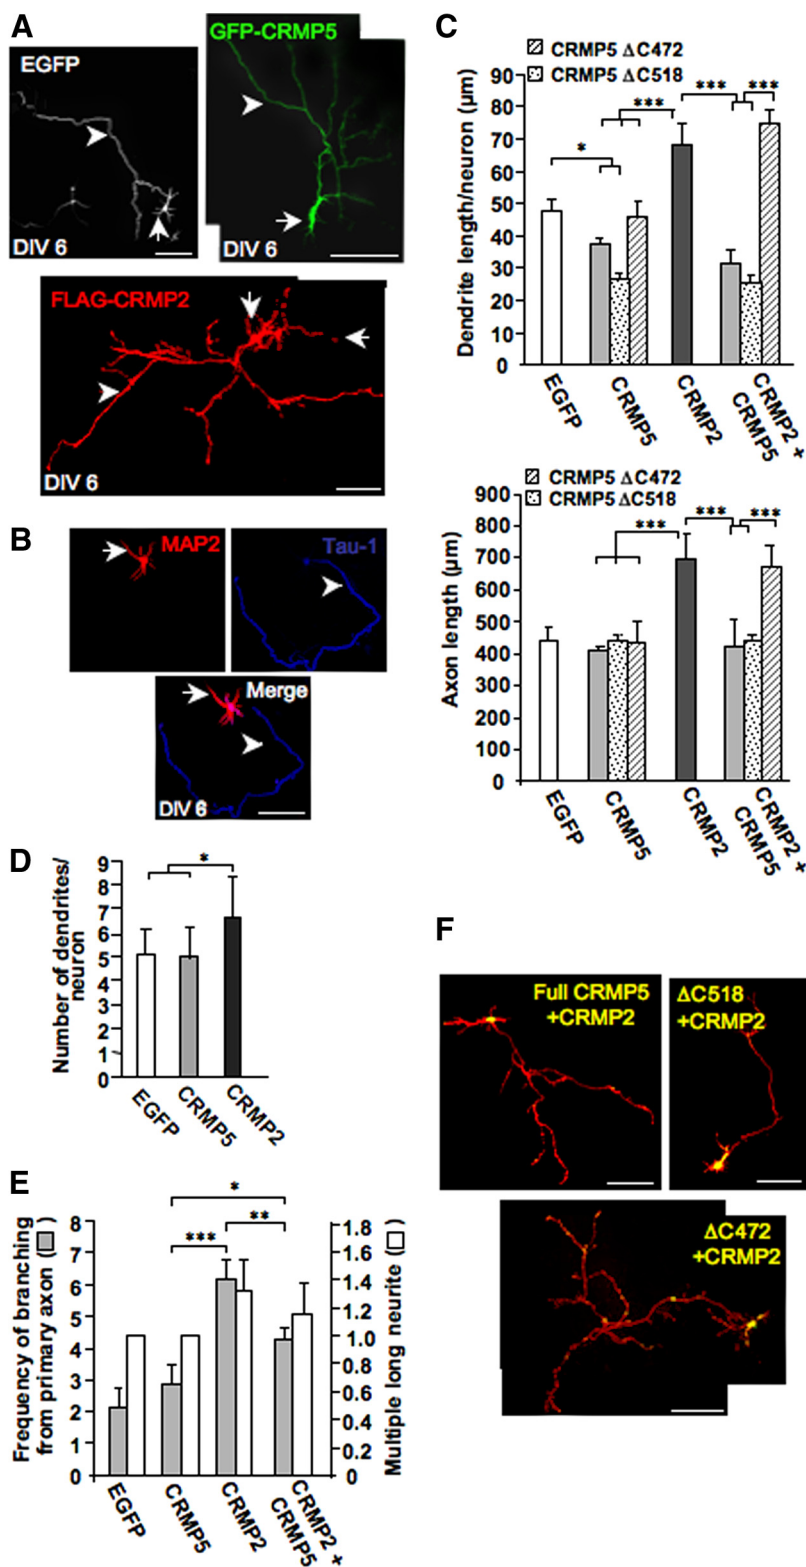 A
EGFP
DIV 6
GFP-CRMP5
DIV 6
FLAG-CRMP2
DIV 6
B
MAP2
Tau-1
Merge
DIV 6
C
CRMP5 ΔC472
CRMP5 ΔC518
Dendrite length/neuron (µm)
90
80
70
60
50
40
30
20
10
0
*
***
***
***
EGFP
CRMP5
CRMP2
CRMP2 +
CRMP5
CRMP5 ΔC472
CRMP5 ΔC518
Axon length (µm)
900
800
700
600
500
400
300
200
100
0
***
***
***
EGFP
CRMP5
CRMP2
CRMP2 +
CRMP5
D
Number of dendrites/
neuron
9
8
7
6
5
4
3
2
1
0
*
EGFP
CRMP5
CRMP2
E
Frequency of branching
from primary axon ( )
8
7
6
5
4
3
2
1
0
*
***
**
1.8
1.6
1.4
1.2
1.0
0.8
0.6
0.4
0.2
0
Multiple long neurite ( )
EGFP
CRMP5
CRMP2
CRMP2 +
CRMP5
F
Full CRMP5
+CRMP2
ΔC518
+CRMP2
ΔC472
+CRMP2